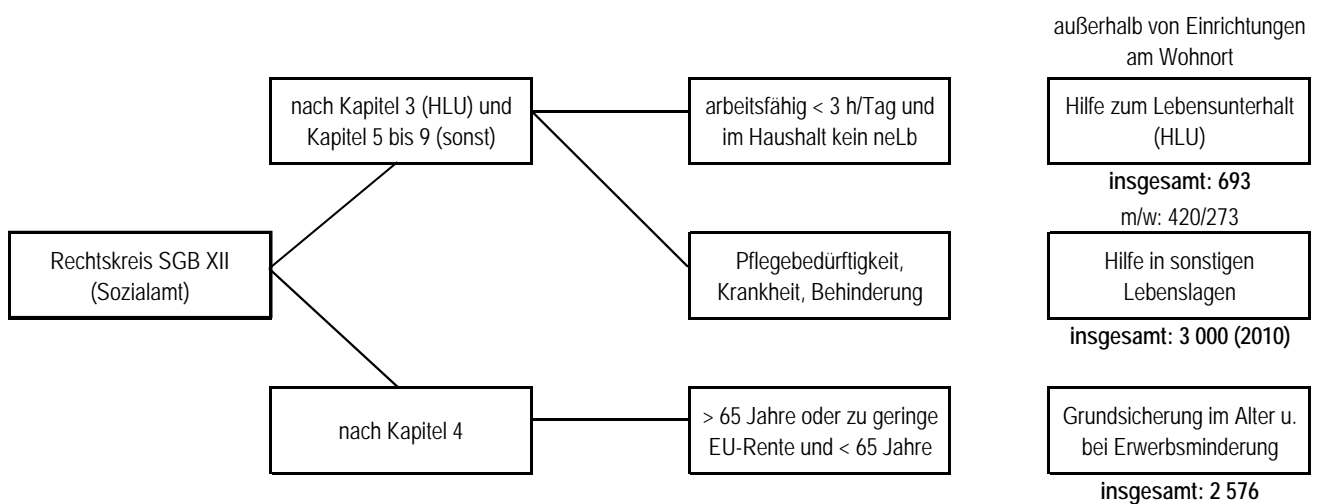 außerhalb von Einrichtungen
am Wohnort
nach Kapitel 3 (HLU) und
Kapitel 5 bis 9 (sonst)
arbeitsfähig < 3 h/Tag und
im Haushalt kein neLb
Hilfe zum Lebensunterhalt
(HLU)
insgesamt: 693
m/w: 420/273
Rechtskreis SGB XII
(Sozialamt)
Pflegebedürftigkeit,
Krankheit, Behinderung
Hilfe in sonstigen
Lebenslagen
insgesamt: 3 000 (2010)
nach Kapitel 4
> 65 Jahre oder zu geringe
EU-Rente und < 65 Jahre
Grundsicherung im Alter u.
bei Erwerbsminderung
insgesamt: 2 576